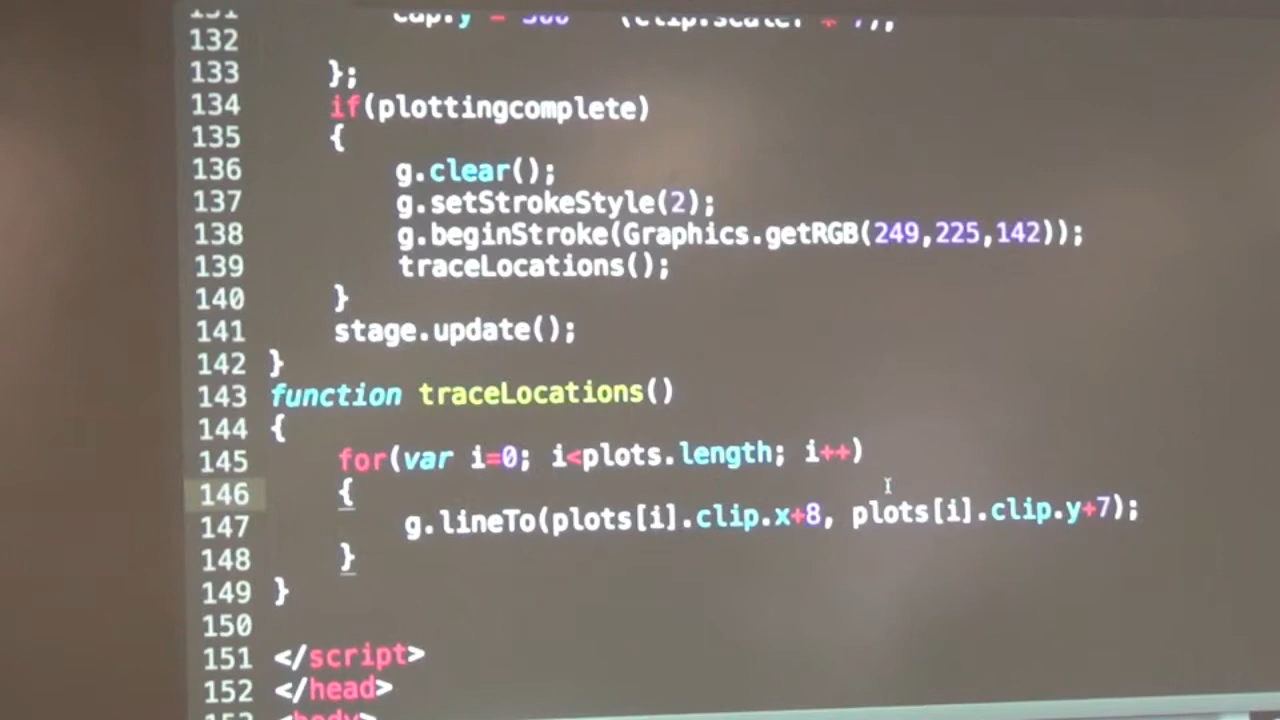 132
133 };
134 if(plottingcomplete)
135 {
136 g.clear();
137 g.setStrokeStyle(2);
138 g.beginStroke(Graphics.getRGB(249,225,142));
139 traceLocations();
140 }
141 stage.update();
142 }
143 function traceLocations()
144 {
145 for(var i=0; i<plots.length; i++)
146 {
147 g.lineTo(plots[i].clip.x+8, plots[i].clip.y+7);
148 }
149 }
150
151 </script>
152 </head>
<body>